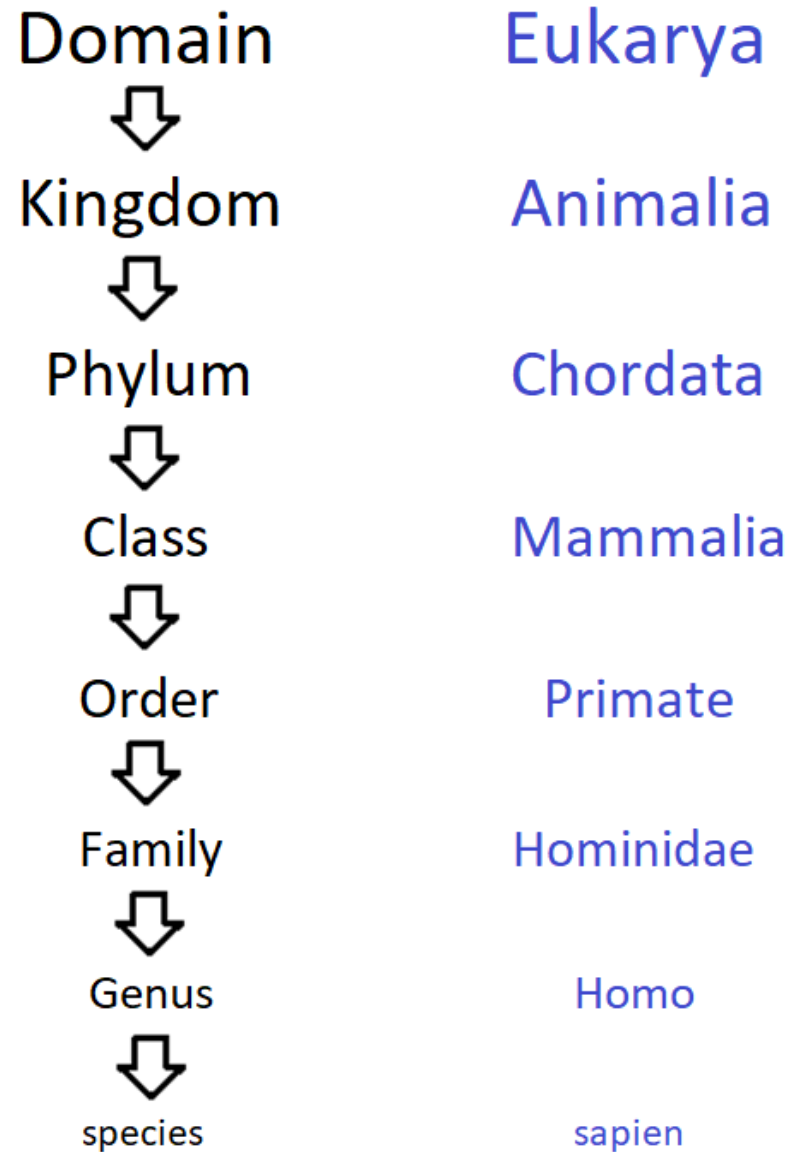 Domain Eukarya
Kingdom Animalia
Phylum Chordata
Class Mammalia
Order Primate
Family Hominidae
Genus Homo
species sapien